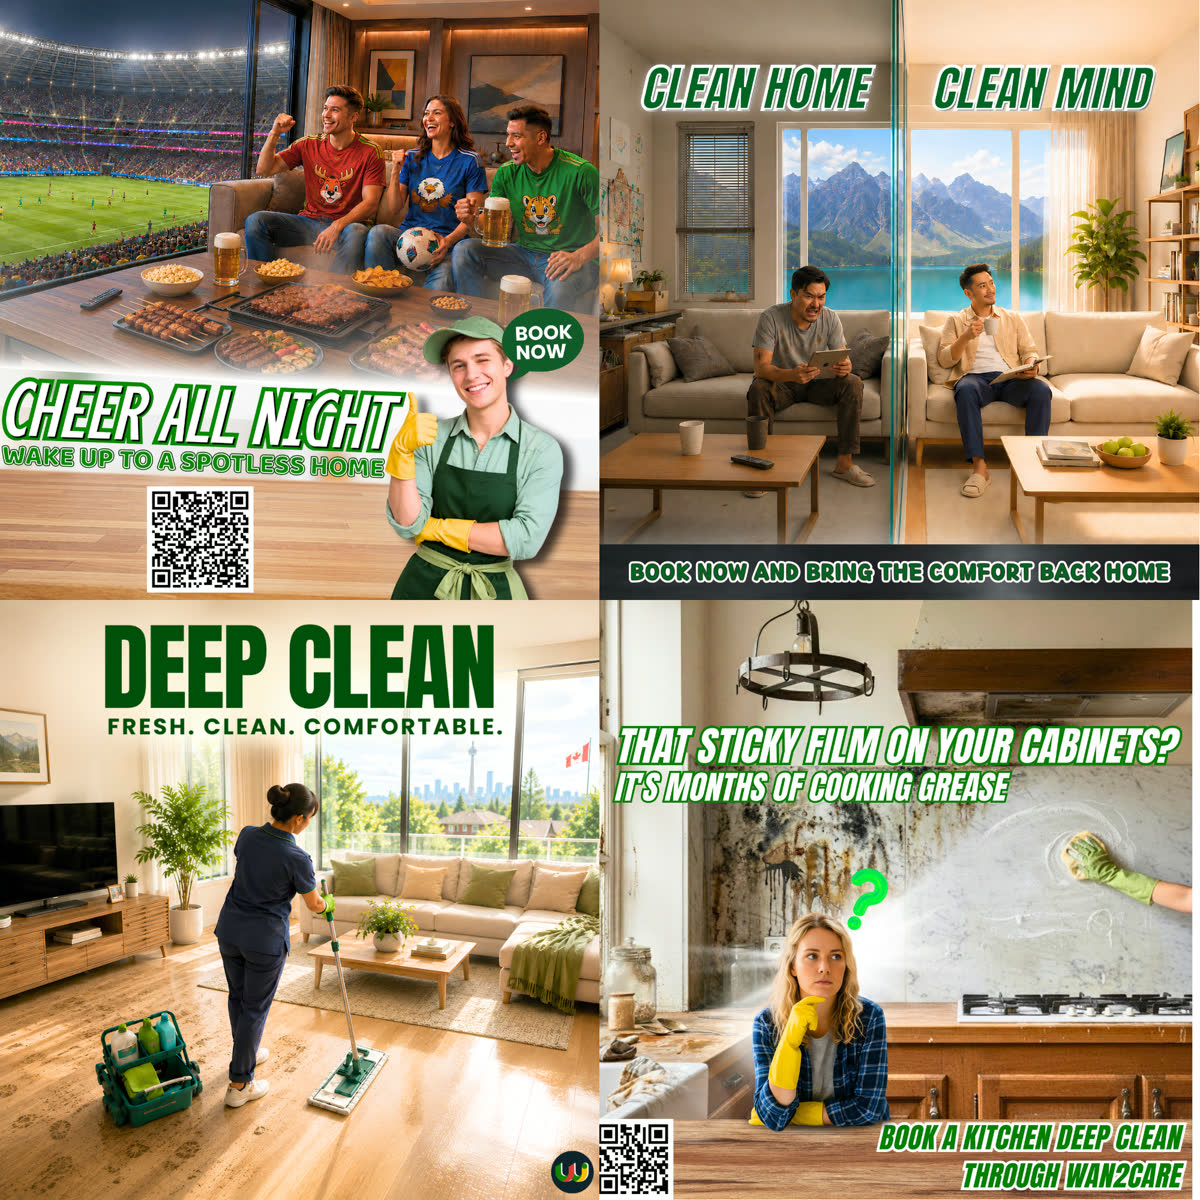 BOOK
NOW
CHEER ALL NIGHT
WAKE UP TO A SPOTLESS HOME
CLEAN HOME
CLEAN MIND
BOOK NOW AND BRING THE COMFORT BACK HOME
DEEP CLEAN
FRESH. CLEAN. COMFORTABLE.
THAT STICKY FILM ON YOUR CABINETS?
IT'S MONTHS OF COOKING GREASE
?
BOOK A KITCHEN DEEP CLEAN
THROUGH WAN2CARE